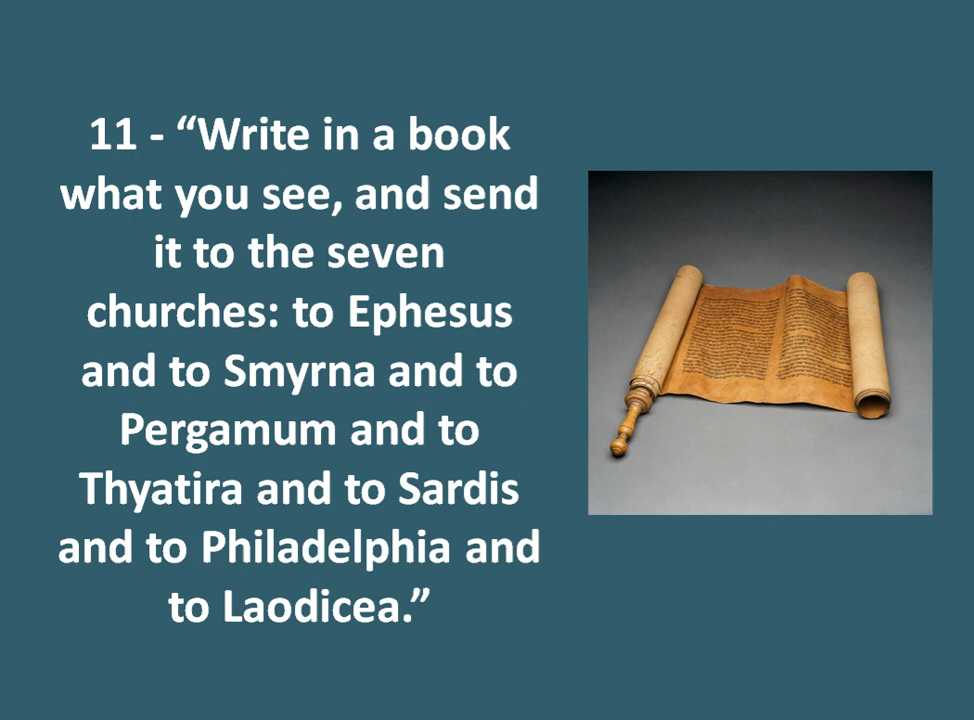 11 - “Write in a book
what you see, and send
it to the seven
churches: to Ephesus
and to Smyrna and to
Pergamum and to
Thyatira and to Sardis
and to Philadelphia and
to Laodicea.”